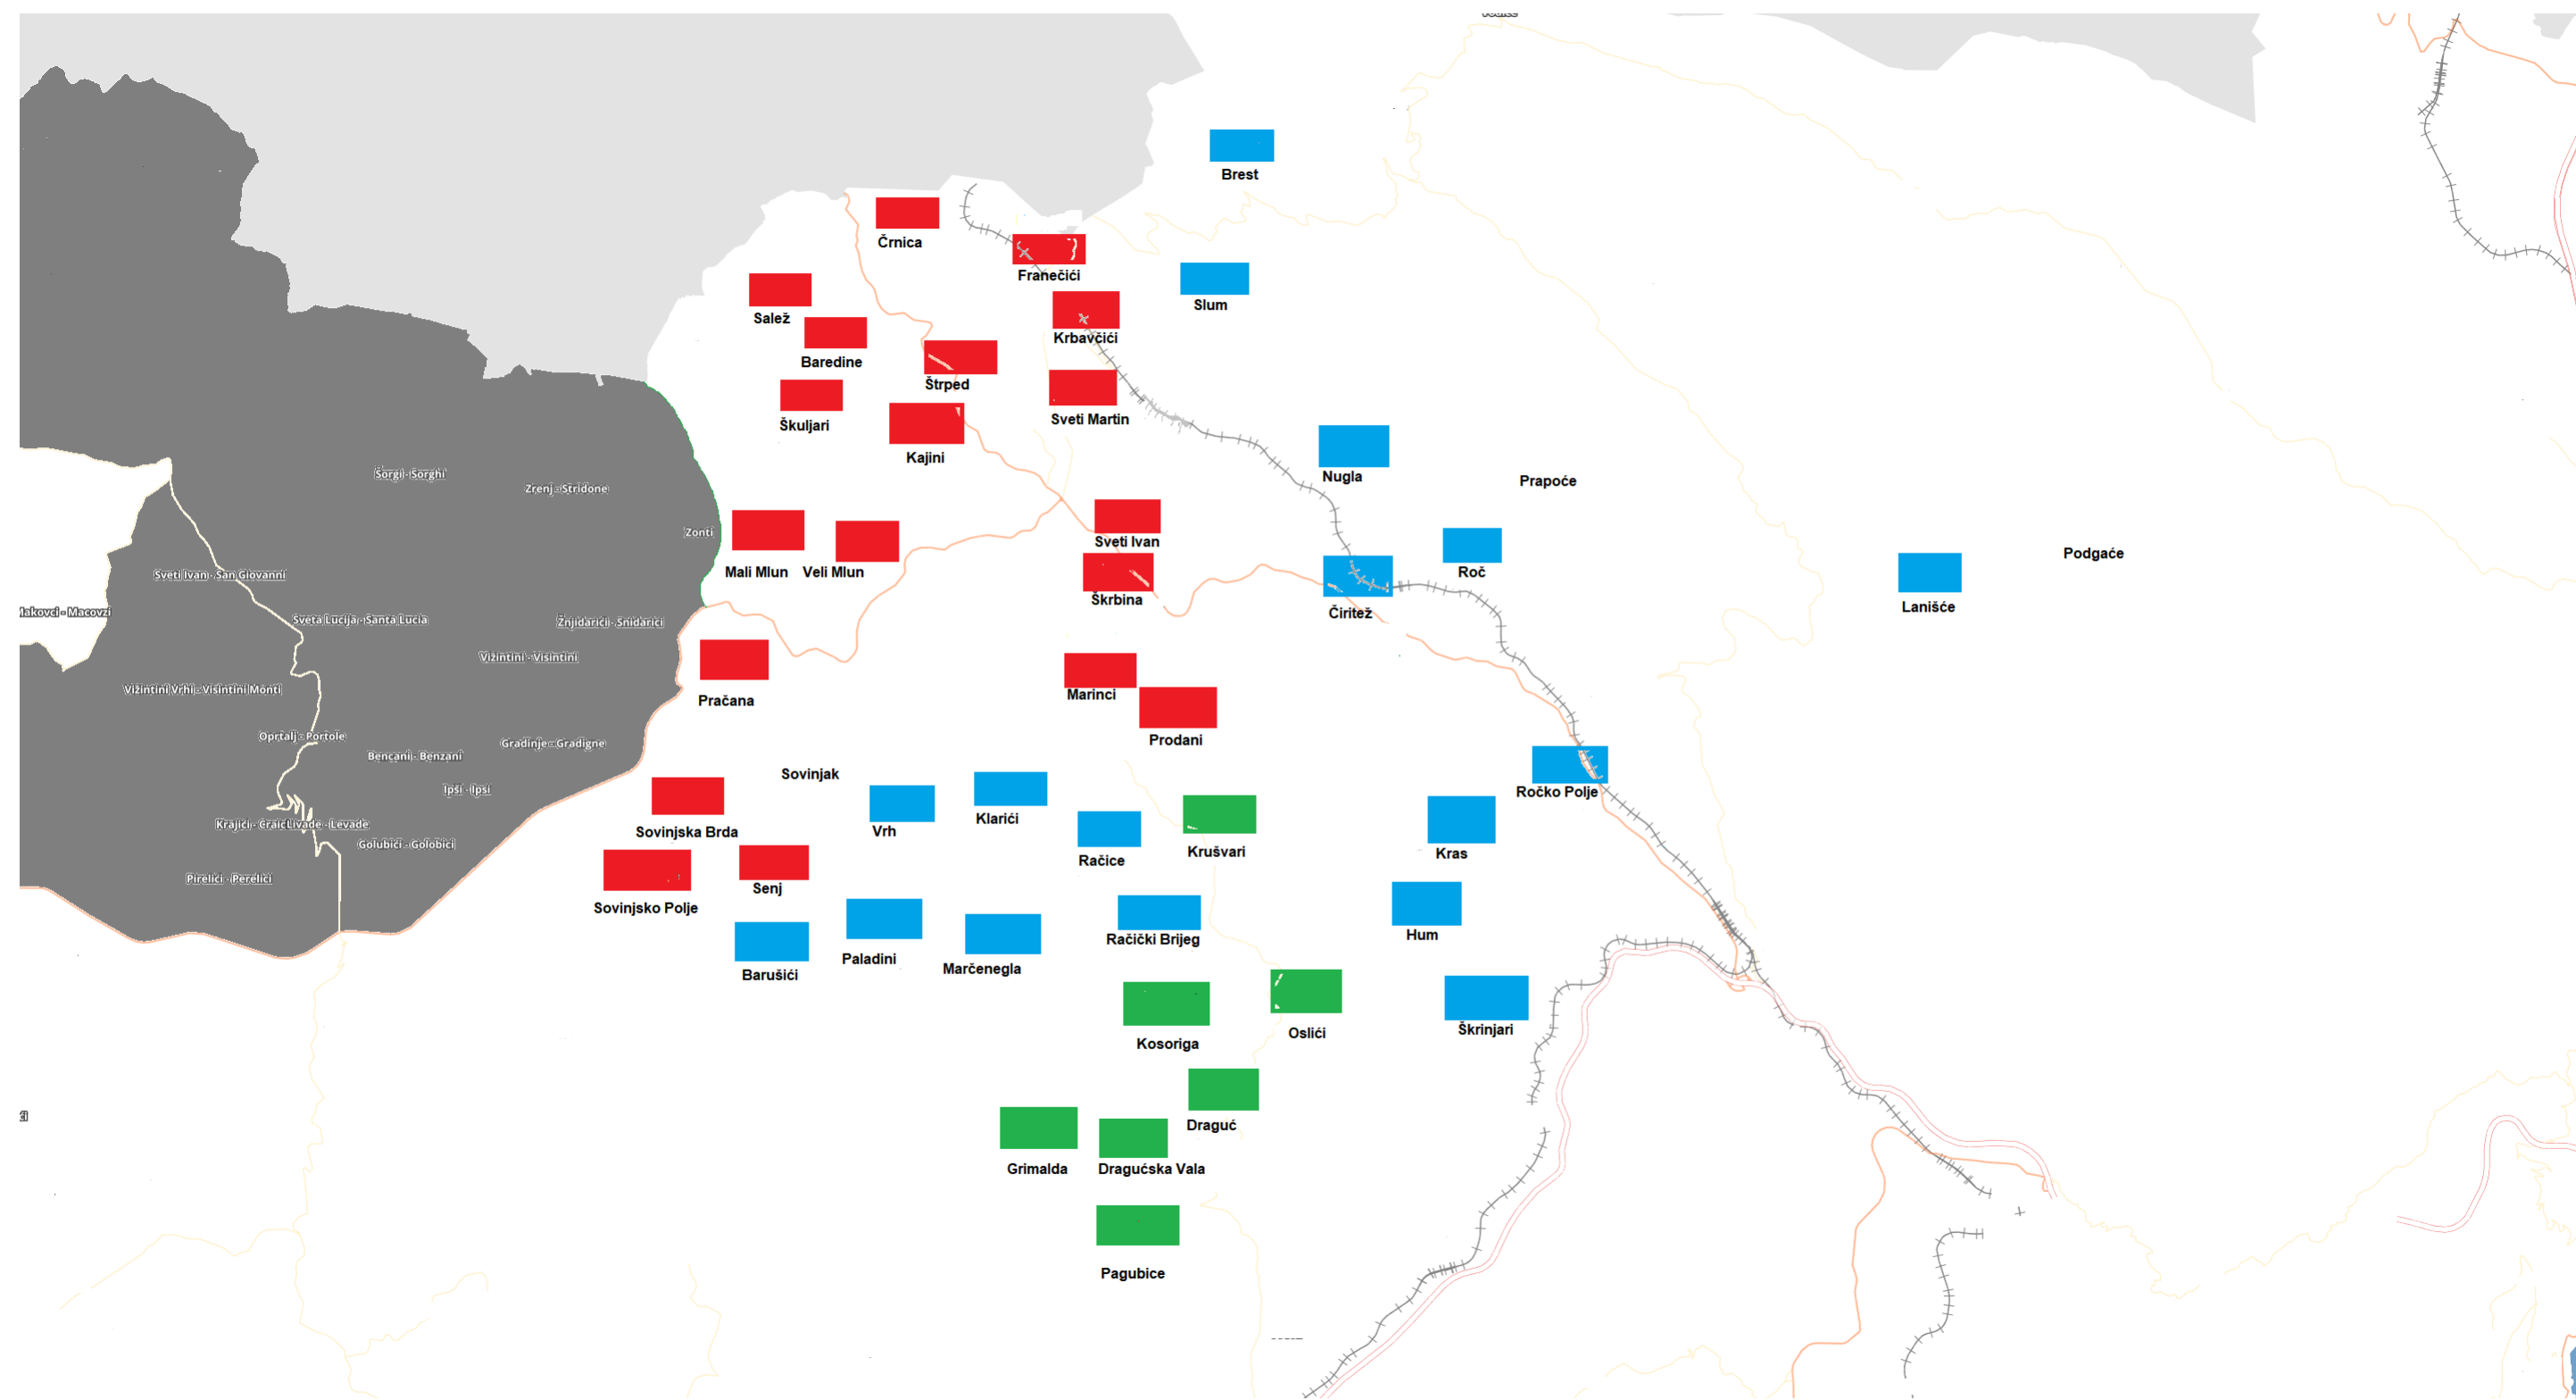 Brest
Črnica
Franečići
Slum
Salež
Krbavčići
Baredine
Štrped
Škuljari
Sveti Martin
Kajini
Šorgi - Sorghi
Nugla
Prapoće
Zrenj - Stridone
Zonti
Sveti Ivan
Podgaće
Mali Mlun
Veli Mlun
Roč
Sveti Ivan - San Giovanni
Škrbina
Lanišće
Makovci - Macovzi
Čiritež
Sveta Lucija - Santa Lucia
Žnjidarići - Snidarici
Vižintini - Visintini
Vižintini Vrhi - Visintini Monti
Pračana
Marinci
Oprtalj - Portole
Prodani
Gradinje - Gradigne
Benčani - Benzani
Sovinjak
Ipši - Ipsi
Ročko Polje
Klarići
Krajići - Craic
Livade - Levade
Sovinjska Brda
Vrh
Golubići - Golobici
Račice
Krušvari
Kras
Pirelići - Perelici
Senj
Sovinjsko Polje
Hum
Račički Brijeg
Paladini
Marčenegla
Barušići
Škrinjari
Oslići
Kosoriga
Draguć
Grimalda
Dragućska Vala
Pagubice